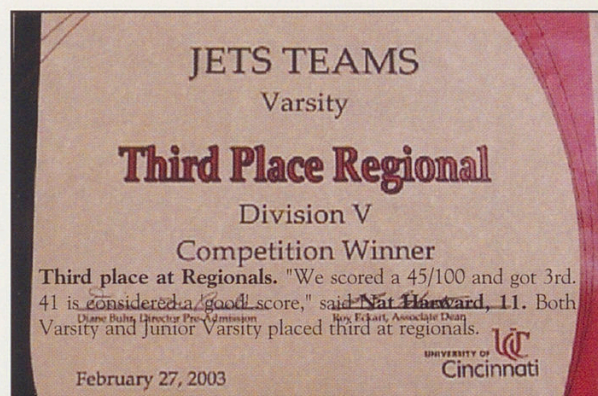 JETS TEAMS
Varsity
Third Place Regional
Division V
Competition Winner
Third place at Regionals. "We scored a 45/100 and got 3rd.
41 is considered a 'good' score," said Nat Harward, 11. Both
Diane Buhr, Director Pre-Admission Roy Eckart, Associate Dean
Varsity and Junior Varsity placed third at regionals.
UNIVERSITY OF UC
Cincinnati
February 27, 2003